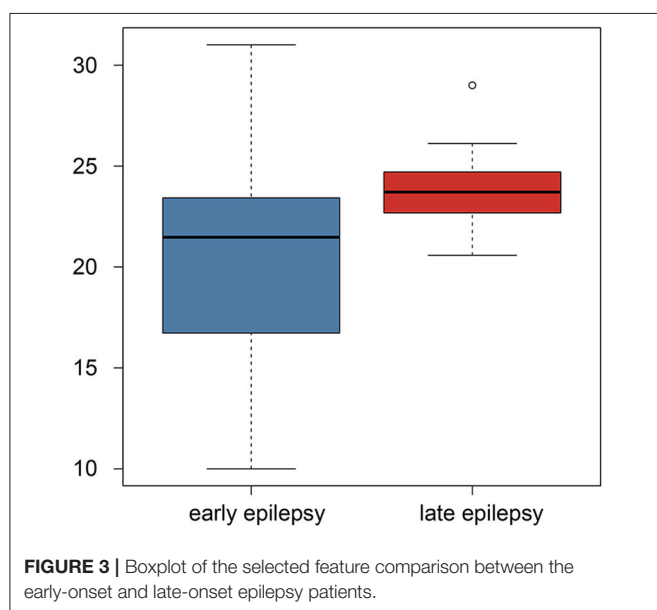 30
25
20
15
10
early epilepsy late epilepsy
FIGURE 3 | Boxplot of the selected feature comparison between the
early-onset and late-onset epilepsy patients.